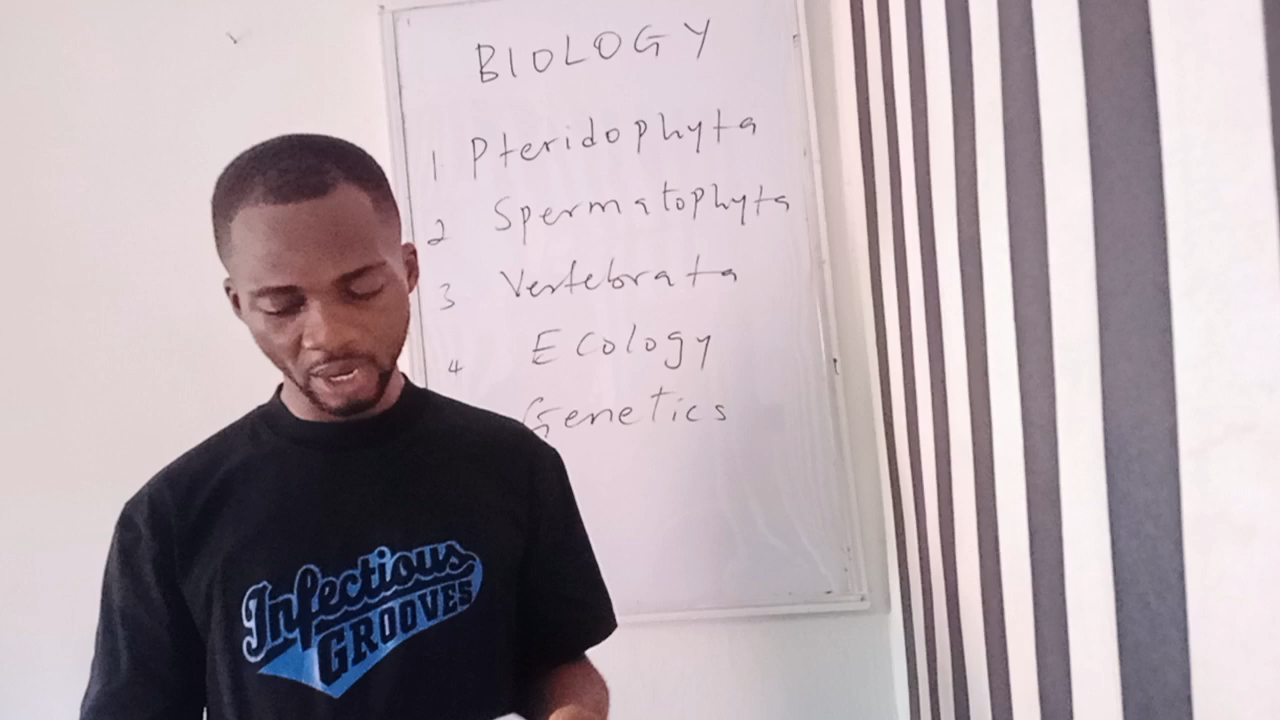 BIOLOGY
1 Pteridophyta
2 Spermatophyta
3 Vertebrata
4 Ecology
Genetics
Infectious
GROOVES